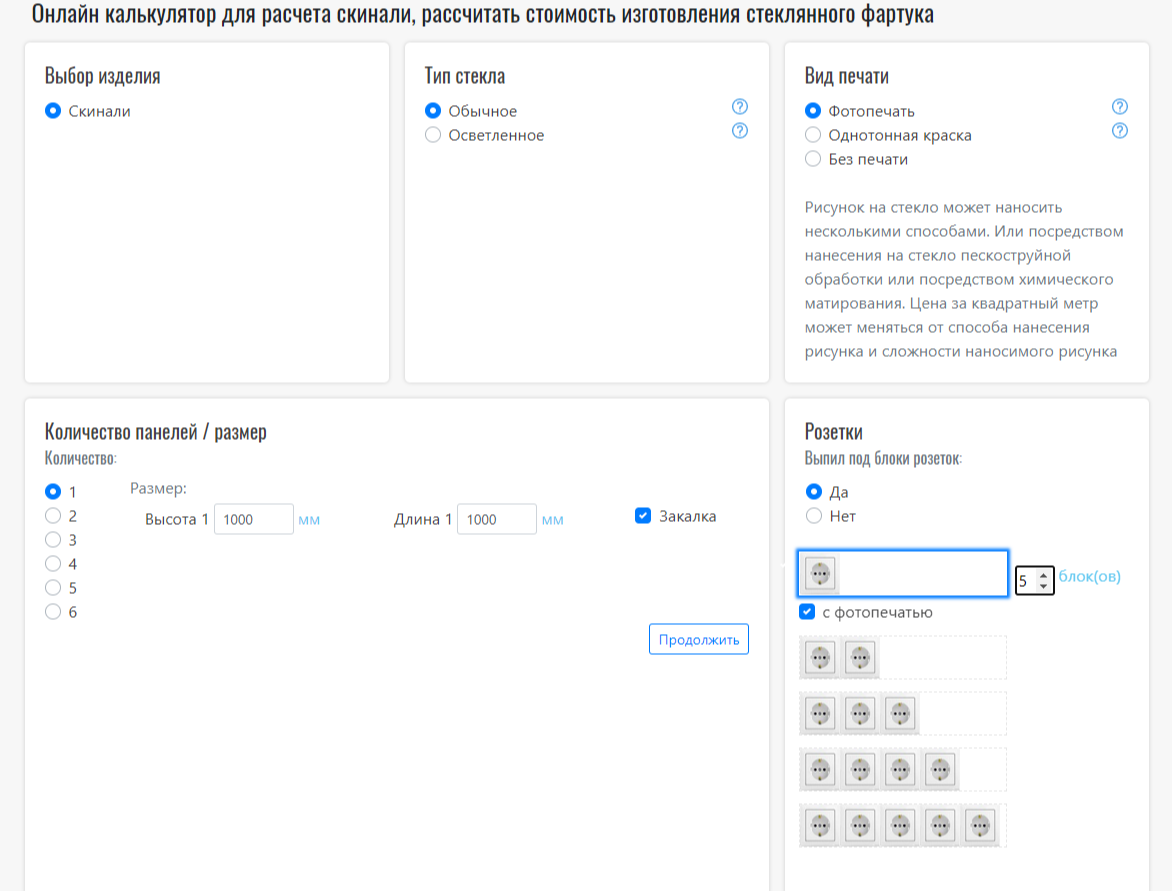 Онлайн калькулятор для расчета скинали, рассчитать стоимость изготовления стеклянного фартука
Выбор изделия
Скинали
Тип стекла
Обычное
Осветленное
Вид печати
Фотопечать
Однотонная краска
Без печати
Рисунок на стекло может наносить
несколькими способами. Или посредством
нанесения на стекло пескоструйной
обработки или посредством химического
матирования. Цена за квадратный метр
может меняться от способа нанесения
рисунка и сложности наносимого рисунка
Количество панелей / размер
Количество:
1
2
3
4
5
6
Размер:
Высота 1 1000 мм
Длина 1 1000 мм
Закалка
Продолжить
Розетки
Выпил под блоки розеток:
Да
Нет
5 блок(ов)
с фотопечатью